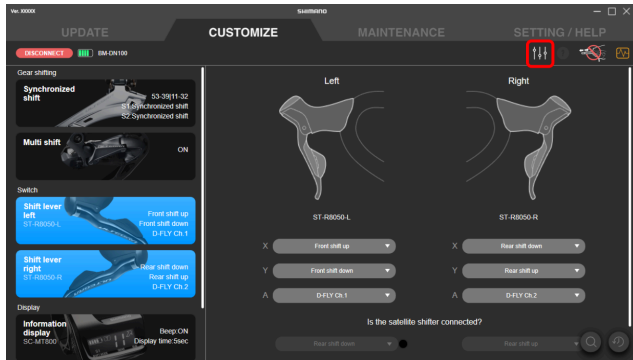 Ver. XXXXX
SHIMANO
UPDATE
CUSTOMIZE
MAINTENANCE
SETTING / HELP
DISCONNECT
BM-DN100
Gear shifting
Synchronized
shift
53-39|11-32
S1 Synchronized shift
S2 Synchronized shift
Multi shift
ON
Switch
Shift lever
left
ST-R8050-L
Front shift up
Front shift down
D-FLY Ch.1
Shift lever
right
ST-R8050-R
Rear shift down
Rear shift up
D-FLY Ch.2
Display
Information
display
SC-MT800
Beep:ON
Display time:5sec
Left
Right
ST-R8050-L
ST-R8050-R
X Front shift up
X Rear shift down
Y Front shift down
Y Rear shift up
A D-FLY Ch.1
A D-FLY Ch.2
Is the satellite shifter connected?
Rear shift down
Rear shift up